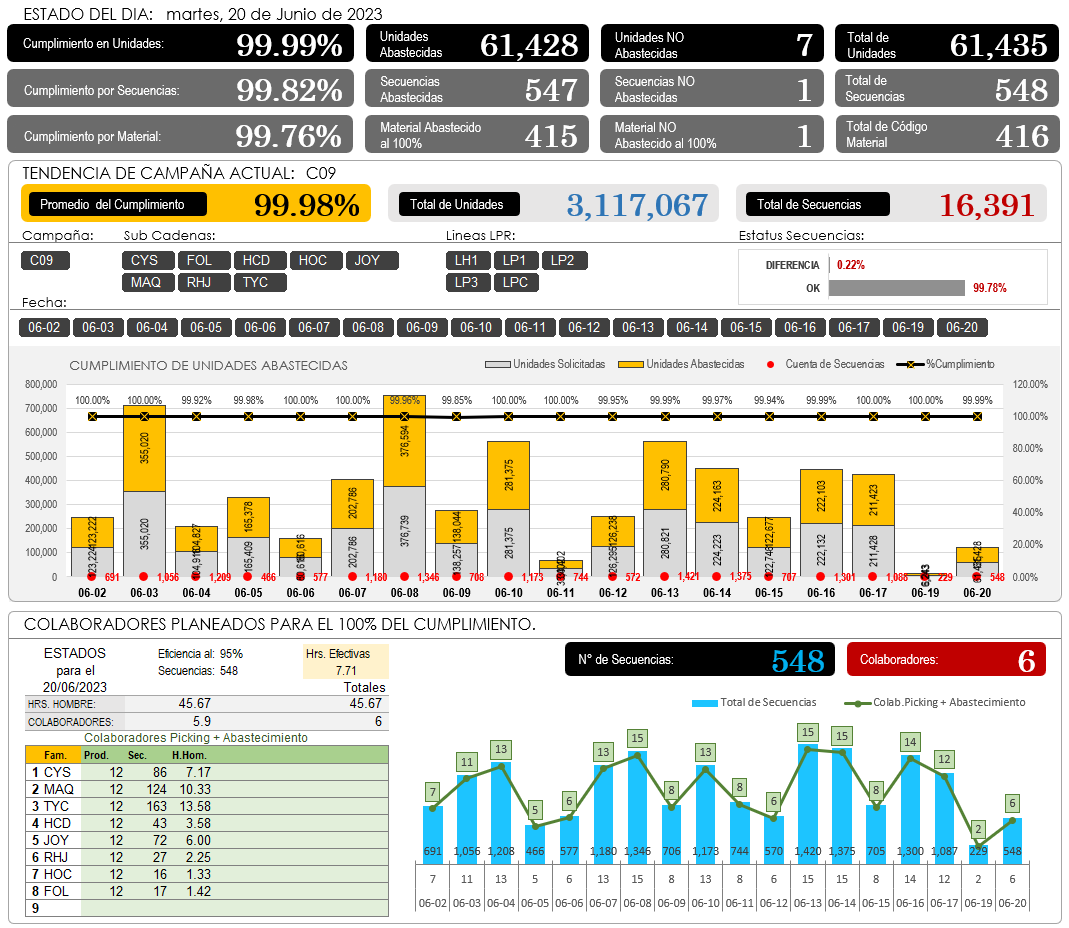 ESTADO DEL DIA: martes, 20 de Junio de 2023
Cumplimiento en Unidades: 99.99%
Unidades Abastecidas 61,428
Unidades NO Abastecidas 7
Total de Unidades 61,435
Cumplimiento por Secuencias: 99.82%
Secuencias Abastecidas 547
Secuencias NO Abastecidas 1
Total de Secuencias 548
Cumplimiento por Material: 99.76%
Material Abastecido al 100% 415
Material NO Abastecido al 100% 1
Total de Código Material 416
TENDENCIA DE CAMPAÑA ACTUAL: C09
Promedio del Cumplimiento 99.98%
Total de Unidades 3,117,067
Total de Secuencias 16,391
Campaña: Sub Cadenas: Lineas LPR: Estatus Secuencias:
C09 CYS FOL HCD HOC JOY LH1 LP1 LP2
MAQ RHJ TYC LP3 LPC
DIFERENCIA 0.22%
OK 99.78%
Fecha:
06-02 06-03 06-04 06-05 06-06 06-07 06-08 06-09 06-10 06-11 06-12 06-13 06-14 06-15 06-16 06-17 06-19 06-20
CUMPLIMIENTO DE UNIDADES ABASTECIDAS
Unidades Solicitadas Unidades Abastecidas Cuenta de Secuencias %Cumplimiento
800,000
700,000
600,000
500,000
400,000
300,000
200,000
100,000
0
120.00%
100.00%
80.00%
60.00%
40.00%
20.00%
0.00%
100.00% 100.00% 99.92% 99.98% 100.00% 100.00% 99.96% 99.85% 100.00% 100.00% 99.95% 99.99% 99.97% 99.94% 99.99% 100.00% 100.00% 99.99%
123,222 355,020 104,827 165,378 202,786 376,594 138,044 281,375 126,238 280,790 224,163 122,677 222,103 211,423
123,224 355,020 165,409 202,786 376,739 138,257 281,375 126,295 280,821 224,223 122,748 222,132 211,428
691 1,056 1,209 466 577 1,180 1,346 708 1,173 744 572 1,421 1,375 707 1,301 1,088 229 548
06-02 06-03 06-04 06-05 06-06 06-07 06-08 06-09 06-10 06-11 06-12 06-13 06-14 06-15 06-16 06-17 06-19 06-20
COLABORADORES PLANEADOS PARA EL 100% DEL CUMPLIMIENTO.
ESTADOS para el 20/06/2023
Eficiencia al: 95%
Secuencias: 548
Hrs. Efectivas
7.71
Totales
HRS. HOMBRE: 45.67 45.67
COLABORADORES: 5.9 6
Colaboradores Picking + Abastecimiento
Fam. Prod. Sec. H.Hom.
1 CYS 12 86 7.17
2 MAQ 12 124 10.33
3 TYC 12 163 13.58
4 HCD 12 43 3.58
5 JOY 12 72 6.00
6 RHJ 12 27 2.25
7 HOC 12 16 1.33
8 FOL 12 17 1.42
9
N° de Secuencias: 548
Colaboradores: 6
Total de Secuencias Colab.Picking + Abastecimiento
7 11 13 5 6 13 15 8 13 8 6 15 15 8 14 12 2 6
691 1,056 1,208 466 577 1,180 1,346 706 1,173 744 570 1,420 1,375 705 1,300 1,087 229 548
7 11 13 5 6 13 15 8 13 8 6 15 15 8 14 12 2 6
06-02 06-03 06-04 06-05 06-06 06-07 06-08 06-09 06-10 06-11 06-12 06-13 06-14 06-15 06-16 06-17 06-19 06-20